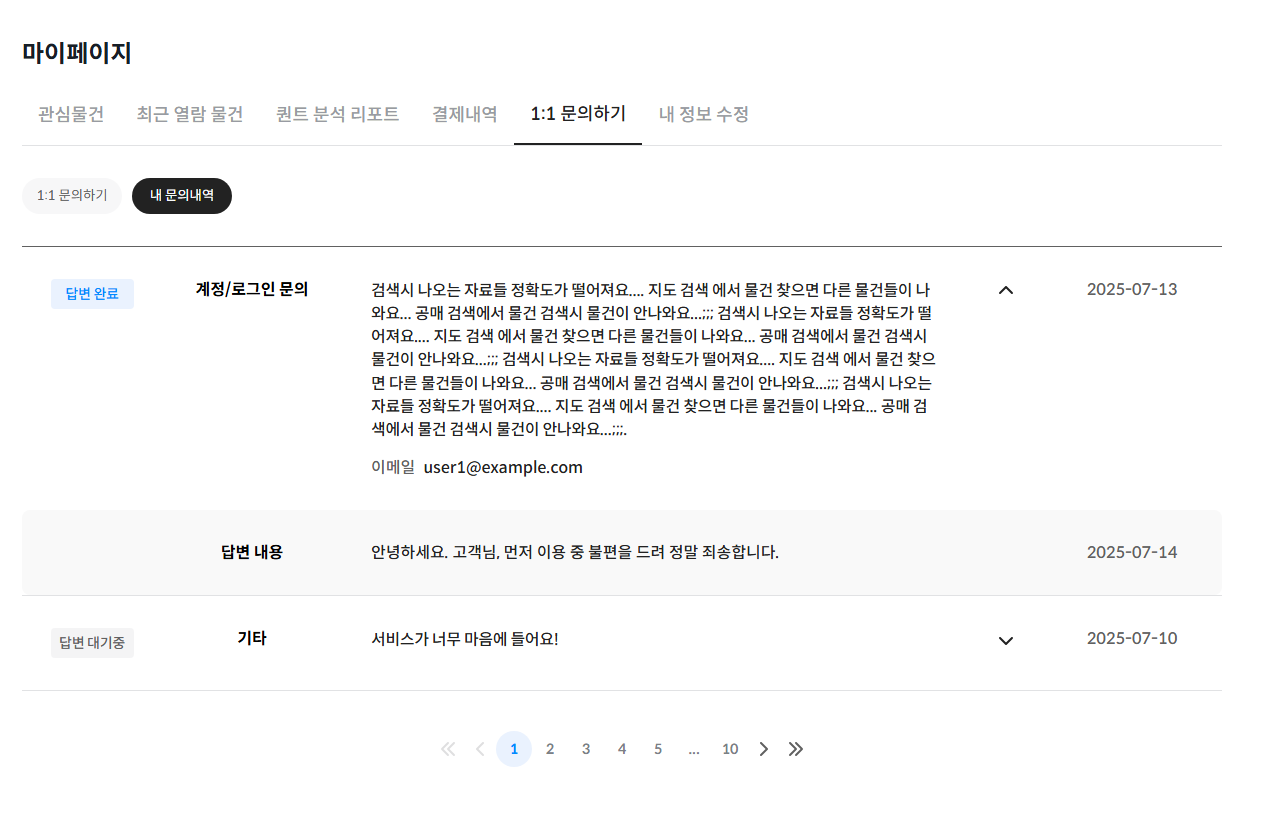 마이페이지
관심물건 최근 열람 물건 퀀트 분석 리포트 결제내역 1:1 문의하기 내 정보 수정
1:1 문의하기 내 문의내역
답변 완료 계정/로그인 문의 검색시 나오는 자료들 정확도가 떨어져요.... 지도 검색 에서 물건 찾으면 다른 물건들이 나 2025-07-13
와요... 공매 검색에서 물건 검색시 물건이 안나와요...;;; 검색시 나오는 자료들 정확도가 떨
어져요.... 지도 검색 에서 물건 찾으면 다른 물건들이 나와요... 공매 검색에서 물건 검색시
물건이 안나와요...;;; 검색시 나오는 자료들 정확도가 떨어져요.... 지도 검색 에서 물건 찾으
면 다른 물건들이 나와요... 공매 검색에서 물건 검색시 물건이 안나와요...;;; 검색시 나오는
자료들 정확도가 떨어져요.... 지도 검색 에서 물건 찾으면 다른 물건들이 나와요... 공매 검
색에서 물건 검색시 물건이 안나와요...;;;.
이메일 user1@example.com
답변 내용 안녕하세요. 고객님, 먼저 이용 중 불편을 드려 정말 죄송합니다. 2025-07-14
답변 대기중 기타 서비스가 너무 마음에 들어요! 2025-07-10
1 2 3 4 5 ... 10